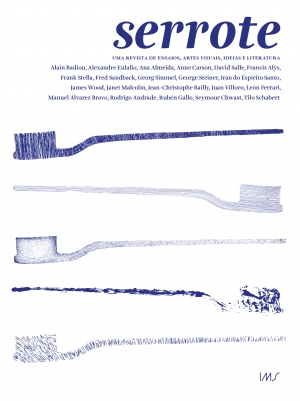 serrote
UMA REVISTA DE ENSAIOS, ARTES VISUAIS, IDEIAS E LITERATURA
Alain Badiou, Alexandre Eulalio, Ana Almeida, Anne Carson, David Salle, Francis Alÿs,
Frank Stella, Fred Sandback, Georg Simmel, George Steiner, Iran do Espírito Santo,
James Wood, Janet Malcolm, Jean-Christophe Bailly, Juan Villoro, León Ferrari,
Manuel Álvarez Bravo, Rodrigo Andrade, Rubén Gallo, Seymour Chwast, Tilo Schabert
IMS